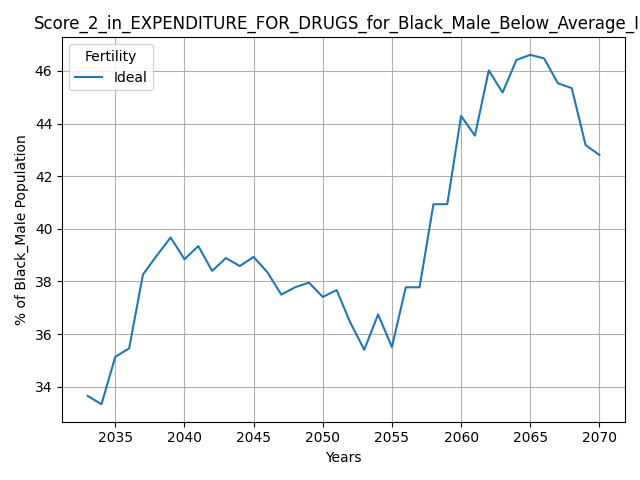 Score_2_in_EXPENDITURE_FOR_DRUGS_for_Black_Male_Below_Average_I
Fertility
Ideal
% of Black_Male Population
46
44
42
40
38
36
34
2035 2040 2045 2050 2055 2060 2065 2070
Years